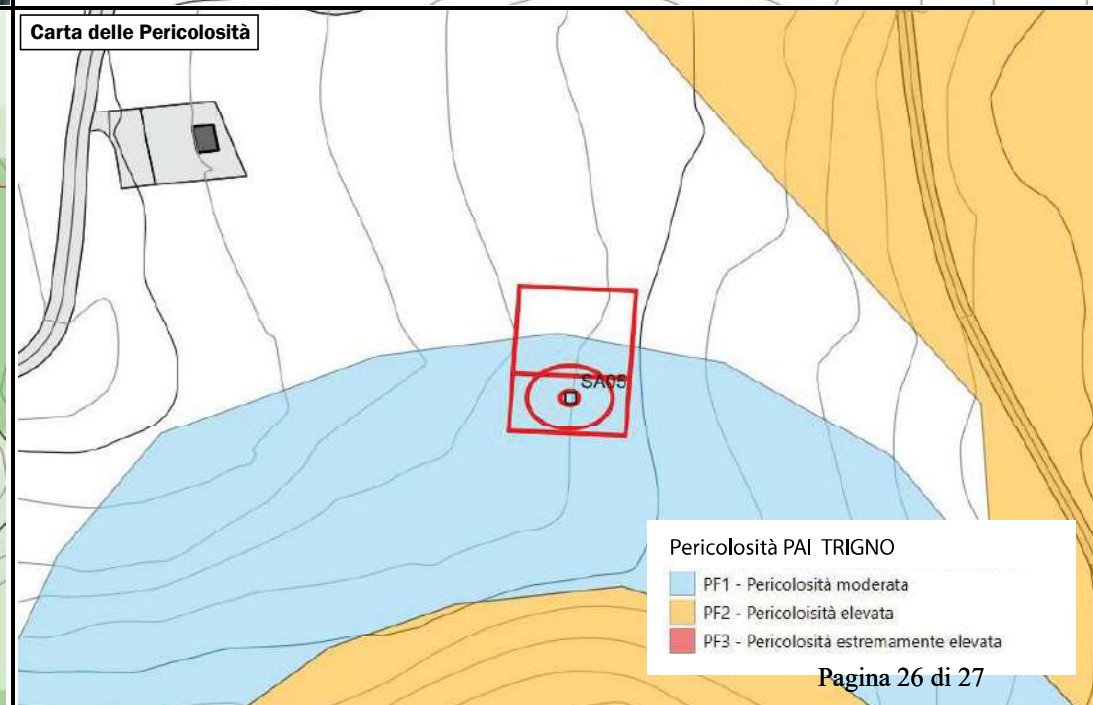 Carta delle Pericolosità
SA05
Pericolosità PAI TRIGNO
PF1 - Pericolosità moderata
PF2 - Pericoloisità elevata
PF3 - Pericolosità estremamente elevata
Pagina 26 di 27